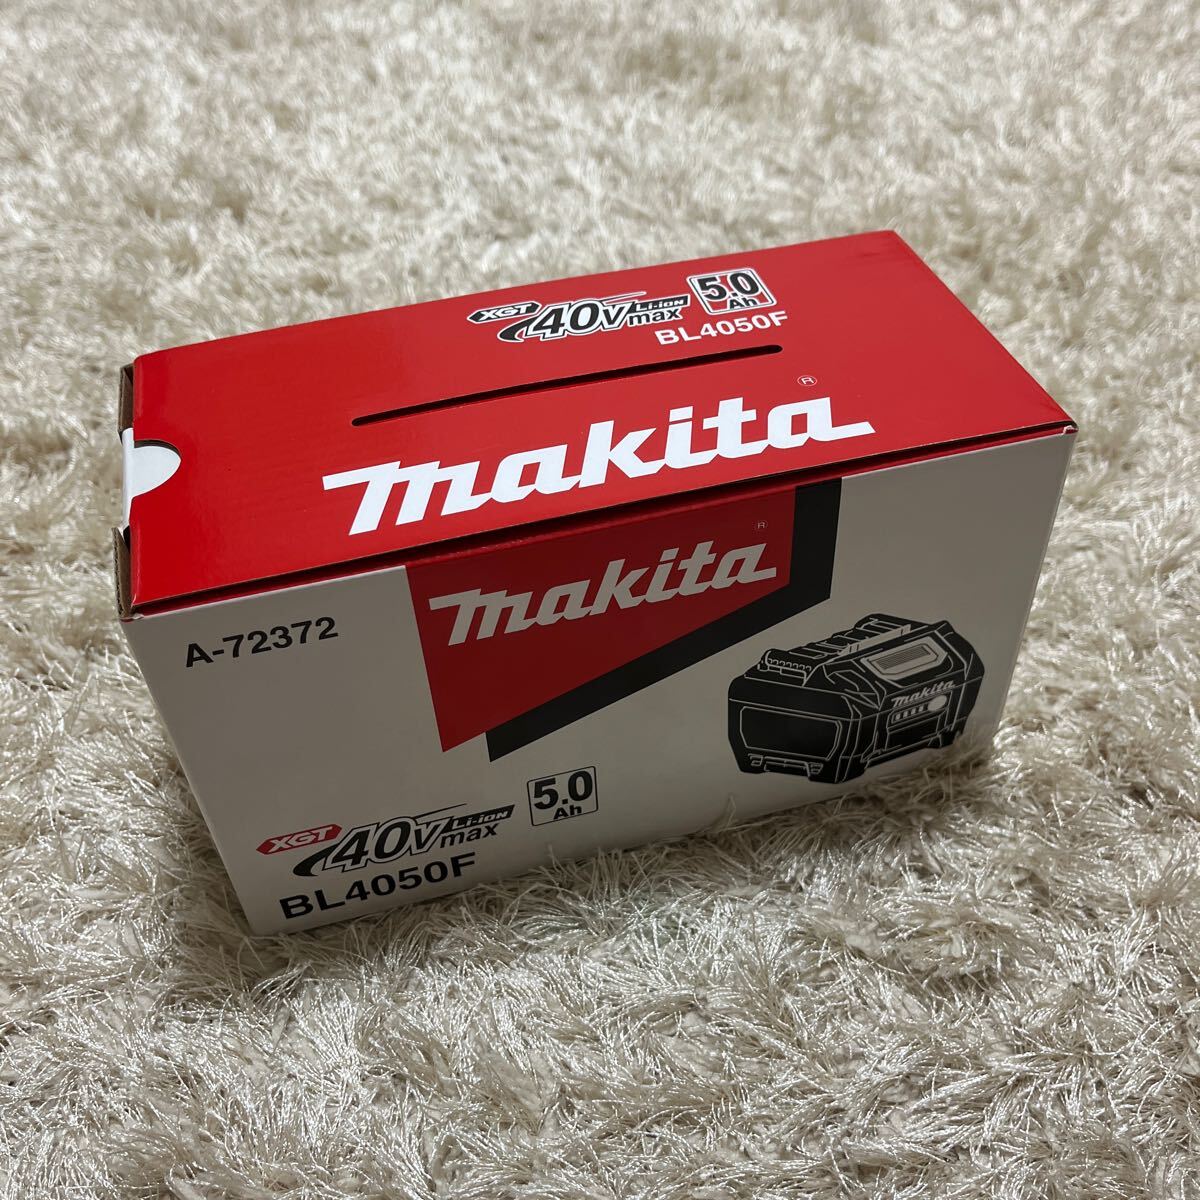 XGT 40Vmax Li-ion 5.0 Ah
BL4050F
makita ®
makita ®
A-72372
makita
XGT 40Vmax Li-ion 5.0 Ah
BL4050F